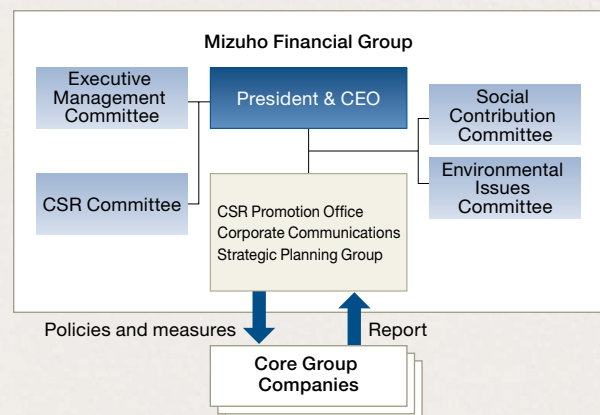 Mizuho Financial Group
Executive
Management
Committee
President & CEO
Social
Contribution
Committee
CSR Committee
Environmental
Issues
Committee
CSR Promotion Office
Corporate Communications
Strategic Planning Group
Policies and measures
Report
Core Group
Companies